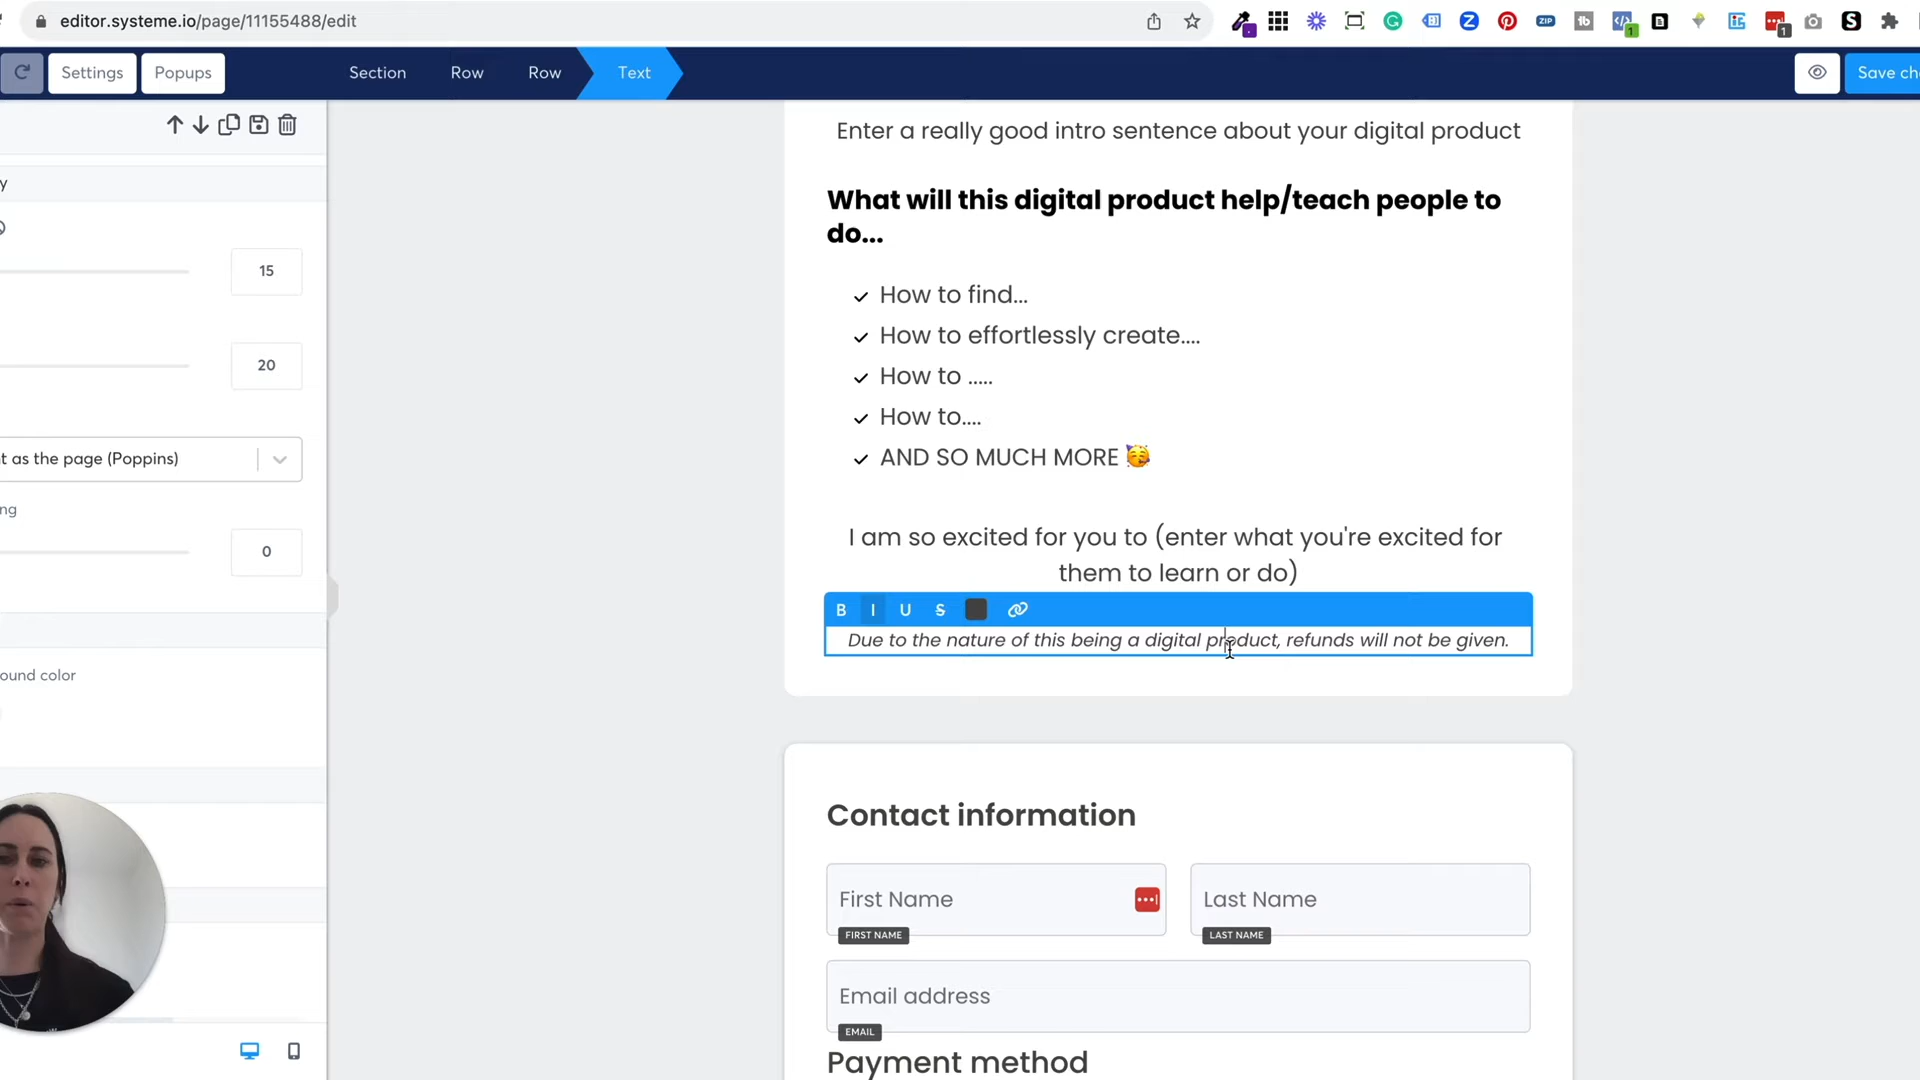 editor.systeme.io/page/11155488/edit
Settings
Popups
Section
Row
Row
Text
Save ch
y
15
20
t as the page (Poppins)
ng
0
ound color
Enter a really good intro sentence about your digital product
What will this digital product help/teach people to
do...
How to find...
How to effortlessly create....
How to .....
How to....
AND SO MUCH MORE 🥳
I am so excited for you to (enter what you're excited for
them to learn or do)
B I U S
Due to the nature of this being a digital product, refunds will not be given.
Contact information
First Name
FIRST NAME
Last Name
LAST NAME
Email address
EMAIL
Payment method